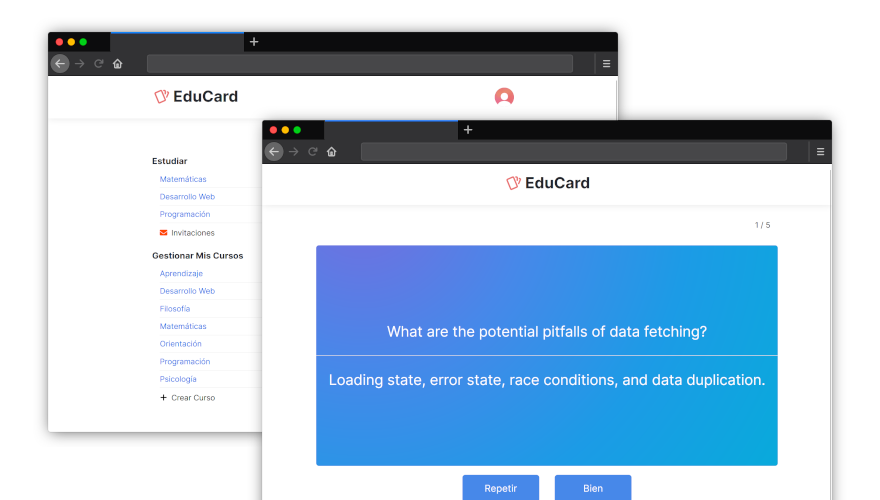 EduCard
Estudiar
Matemáticas
Desarrollo Web
Programación
Invitaciones
Gestionar Mis Cursos
Aprendizaje
Desarrollo Web
Filosofía
Matemáticas
Orientación
Programación
Psicología
+ Crear Curso
EduCard
1 / 5
What are the potential pitfalls of data fetching?
Loading state, error state, race conditions, and data duplication.
Repetir
Bien